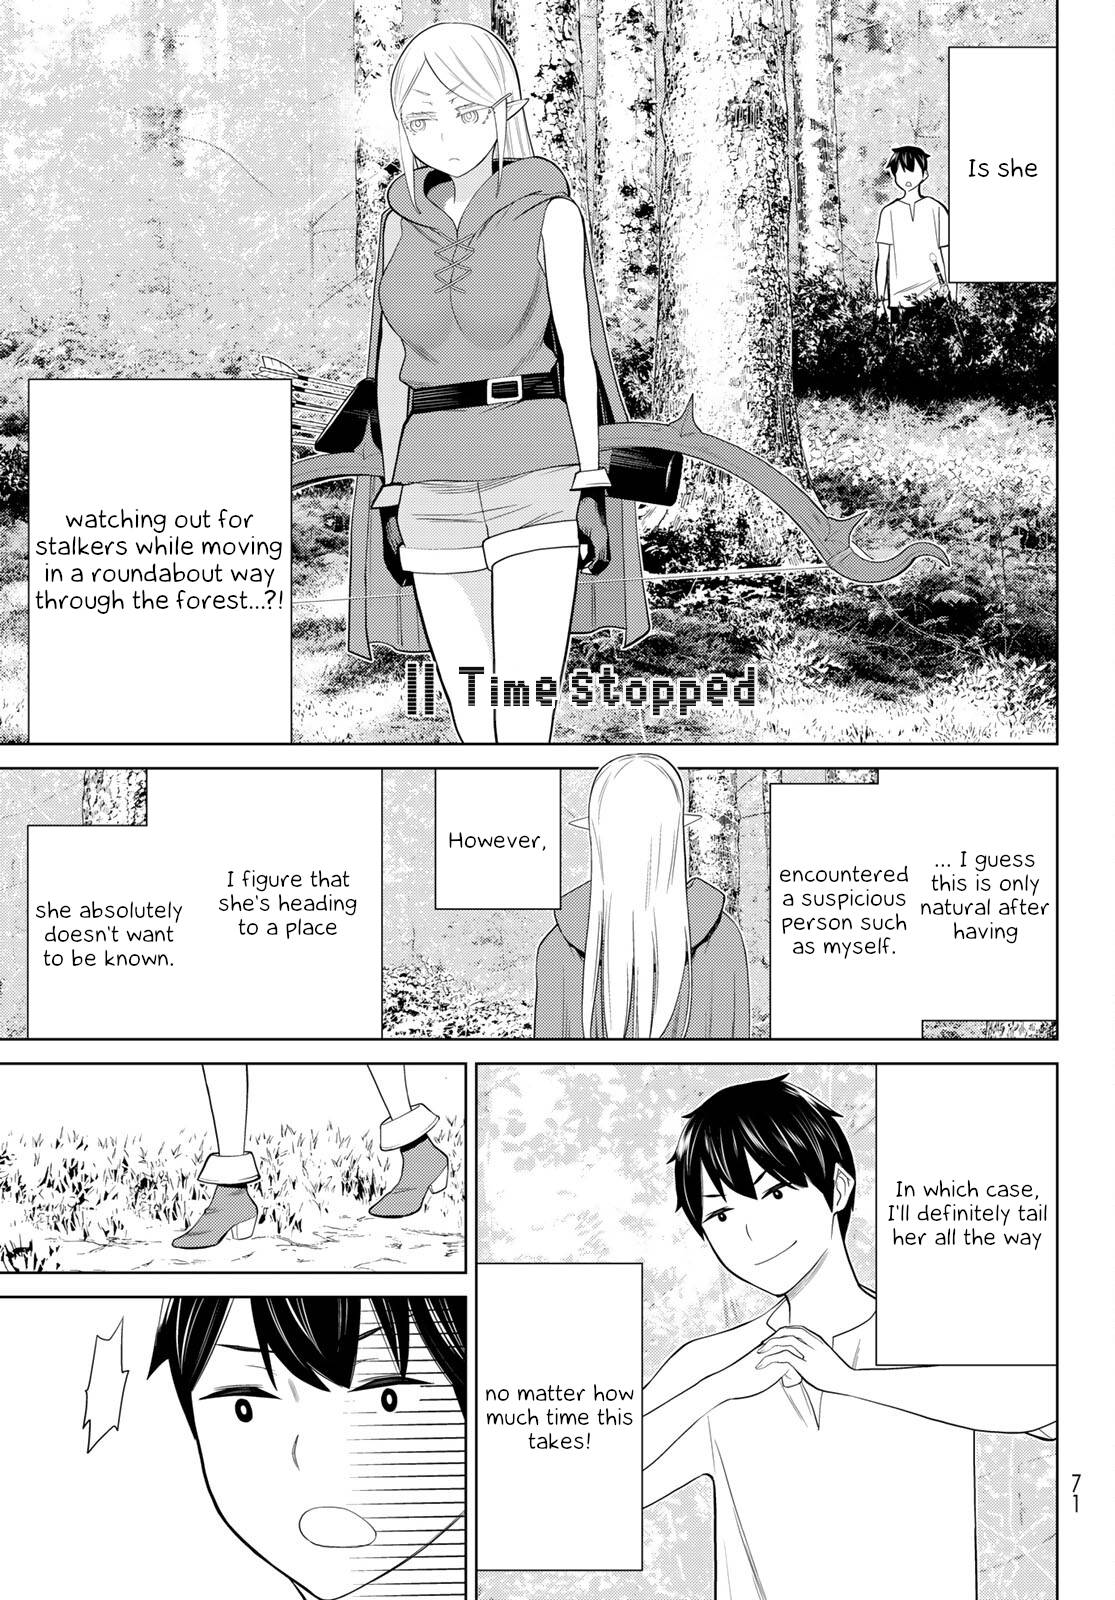 Is she
watching out for
stalkers while moving
in a roundabout way
through the forest...?!
|| Time Stopped
... I guess
this is only
natural after
having
encountered
a suspicious
person such
as myself.
However,
I figure that
she's heading
to a place
she absolutely
doesn't want
to be known.
In which case,
I'll definitely tail
her all the way
no matter how
much time this
takes!
71